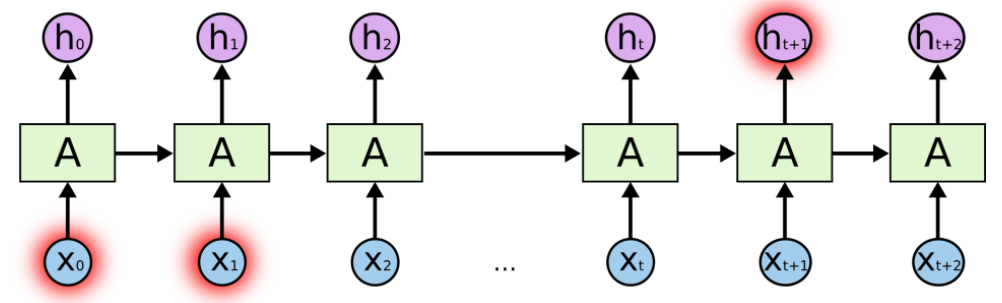 h₀ h₁ h₂ hₜ hₜ₊₁ hₜ₊₂
A A A A A A
x₀ x₁ x₂ ... xₜ xₜ₊₁ xₜ₊₂